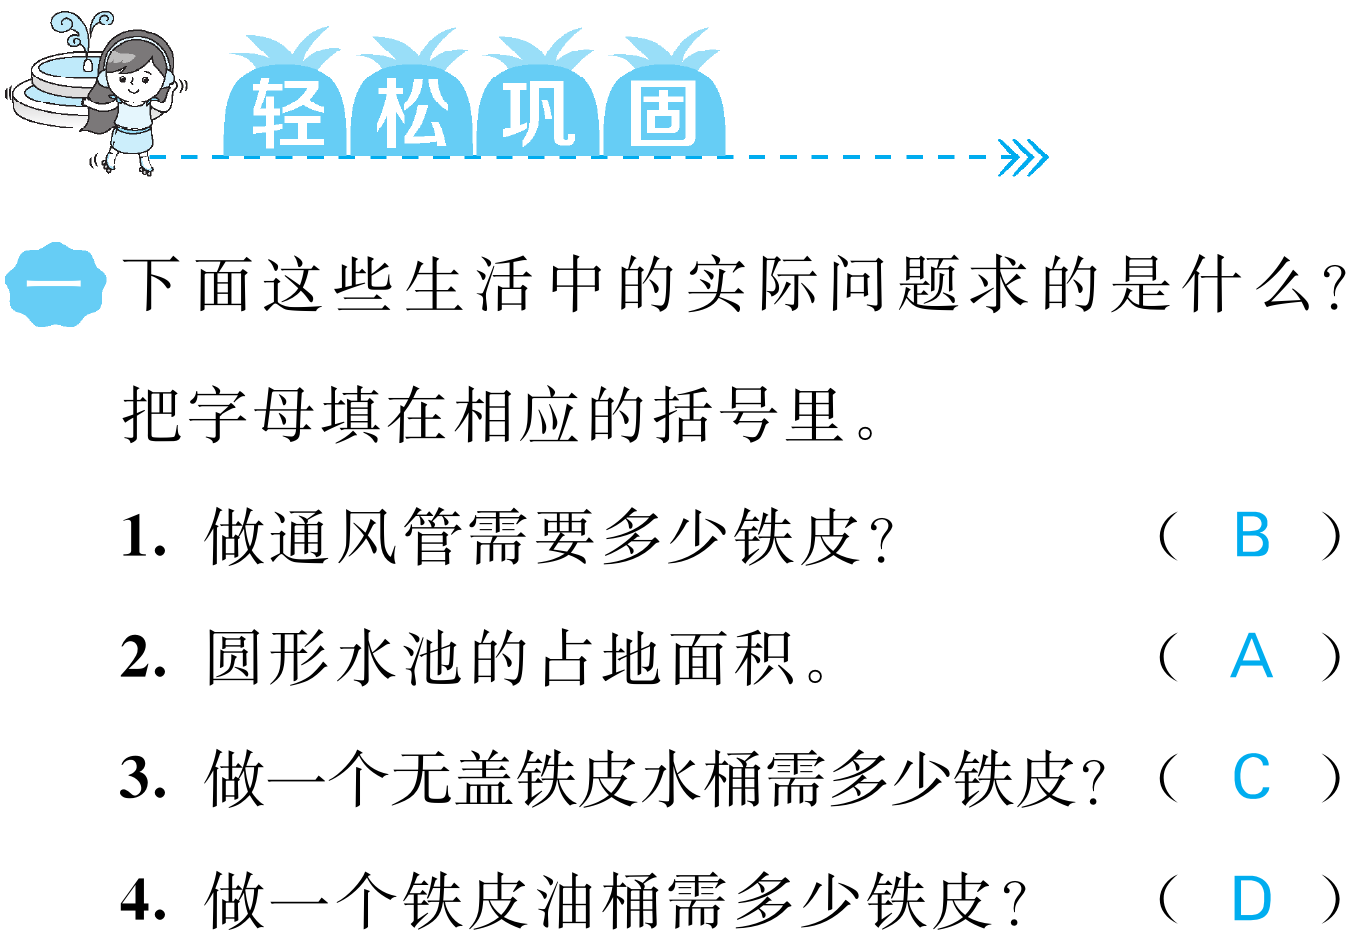 轻松巩固
一 下面这些生活中的实际问题求的是什么?
把字母填在相应的括号里。
1. 做通风管需要多少铁皮? ( B )
2. 圆形水池的占地面积。 ( A )
3. 做一个无盖铁皮水桶需多少铁皮? ( C )
4. 做一个铁皮油桶需多少铁皮? ( D )